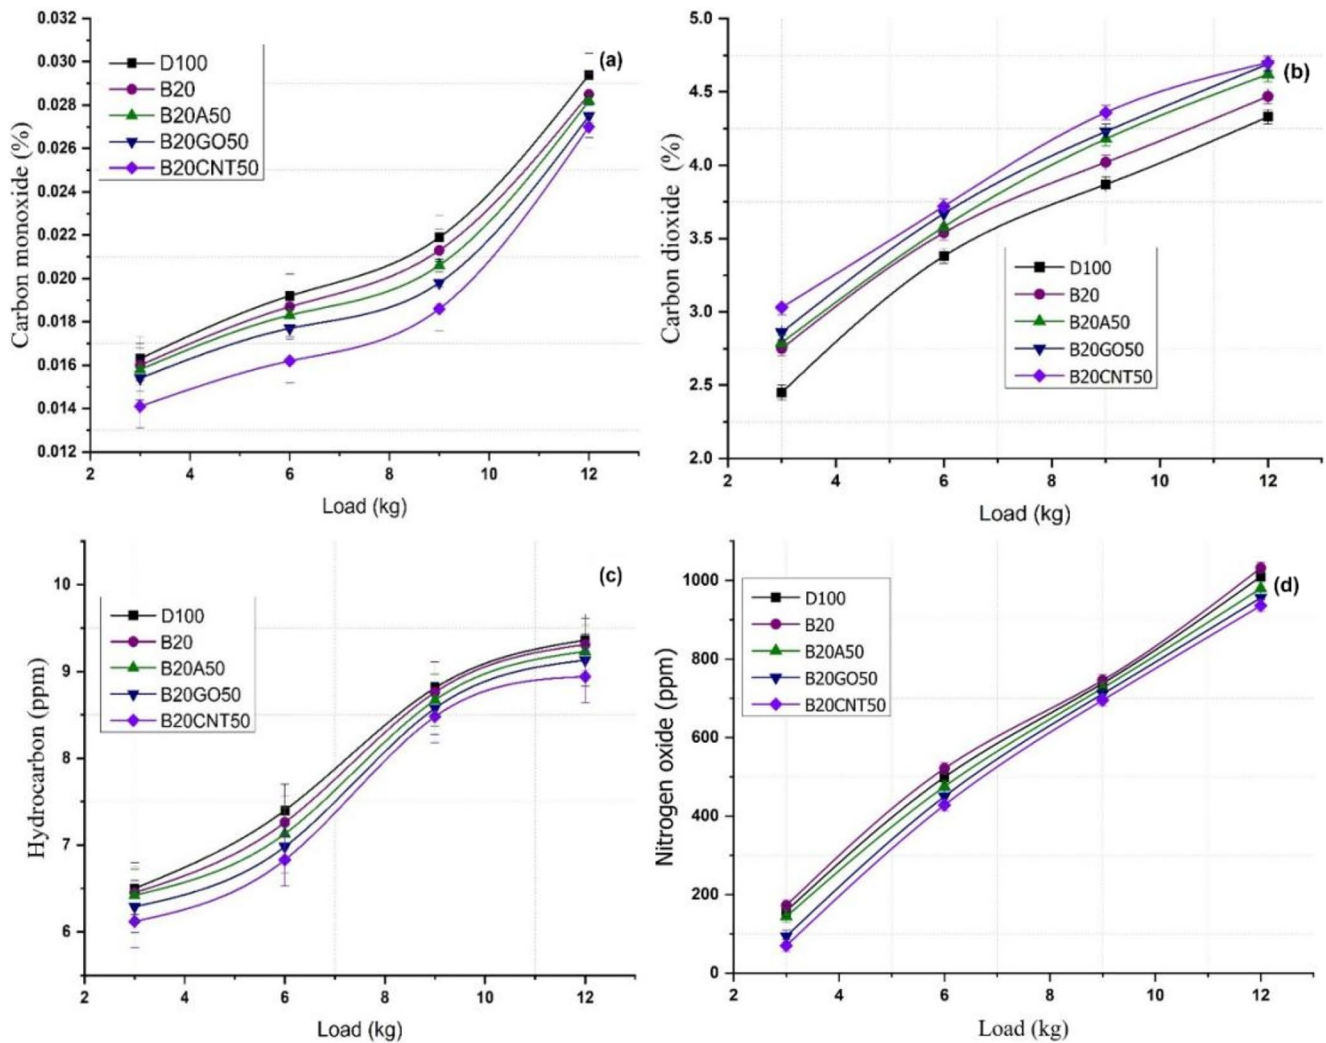 0.032
0.030
0.028
0.026
0.024
0.022
0.020
0.018
0.016
0.014
0.012
Carbon monoxide (%)
D100
B20
B20A50
B20GO50
B20CNT50
(a)
2 4 6 8 10 12
Load (kg)
5.0
4.5
4.0
3.5
3.0
2.5
2.0
Carbon dioxide (%)
(b)
D100
B20
B20A50
B20GO50
B20CNT50
2 4 6 8 10 12
Load (kg)
10
9
8
7
6
Hydrocarbon (ppm)
D100
B20
B20A50
B20GO50
B20CNT50
(c)
2 4 6 8 10 12
Load (kg)
1000
800
600
400
200
0
Nitrogen oxide (ppm)
D100
B20
B20A50
B20GO50
B20CNT50
(d)
2 4 6 8 10 12
Load (kg)